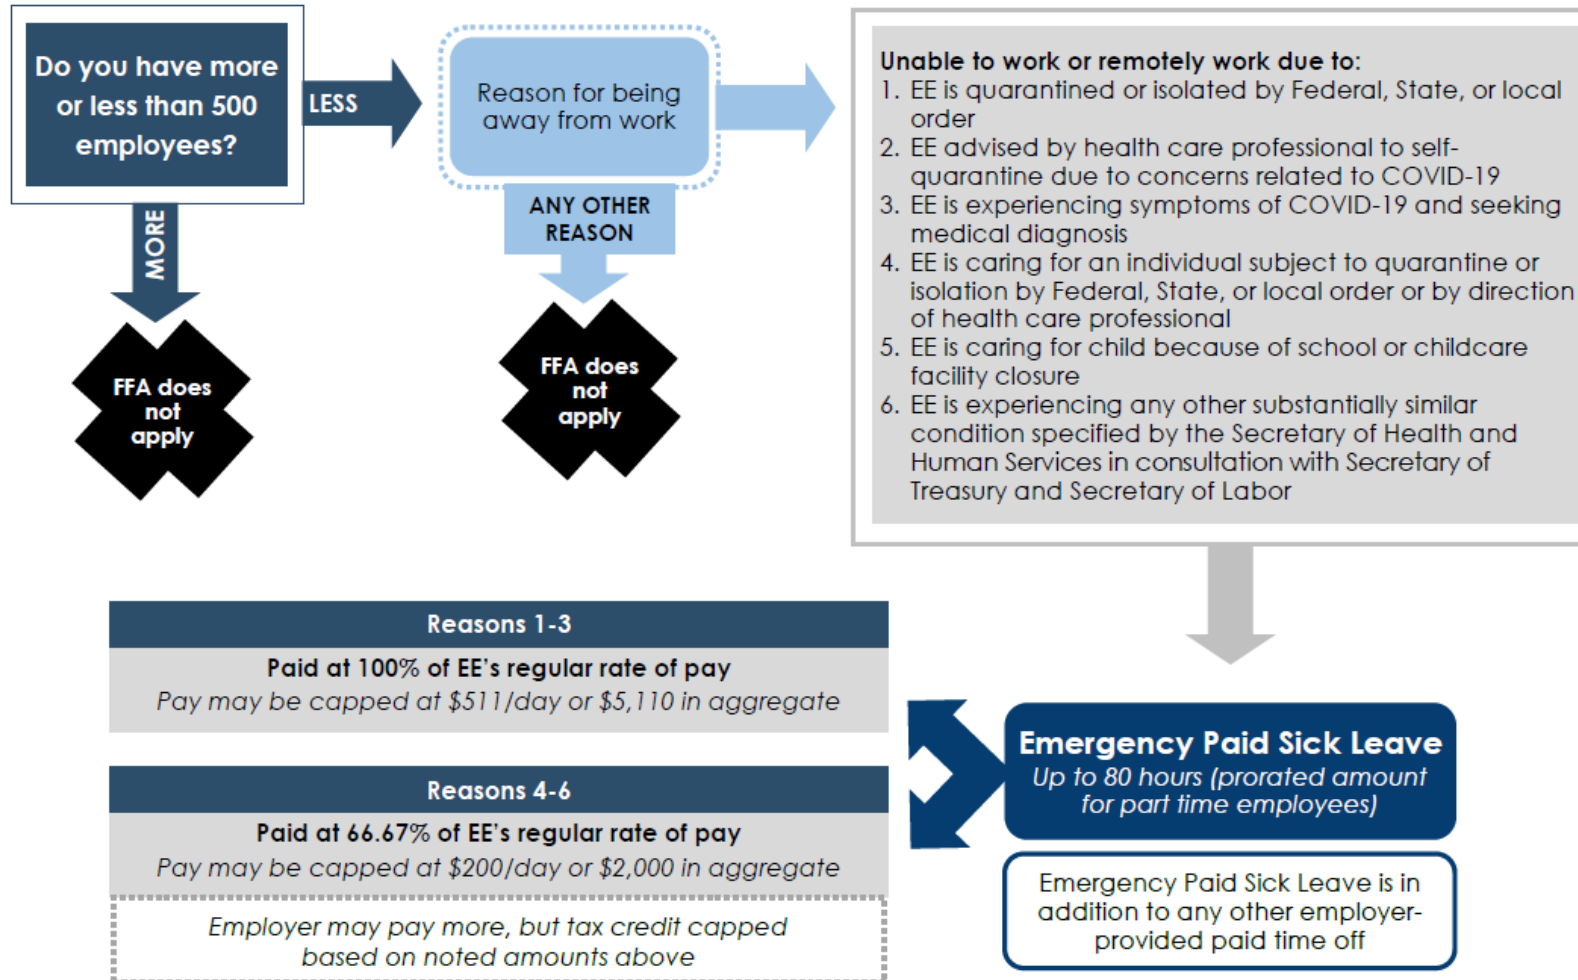 Do you have more
or less than 500
employees?
LESS
MORE
FFA does
not
apply
Reason for being
away from work
ANY OTHER
REASON
FFA does
not
apply
Unable to work or remotely work due to:
1. EE is quarantined or isolated by Federal, State, or local
order
2. EE advised by health care professional to self-
quarantine due to concerns related to COVID-19
3. EE is experiencing symptoms of COVID-19 and seeking
medical diagnosis
4. EE is caring for an individual subject to quarantine or
isolation by Federal, State, or local order or by direction
of health care professional
5. EE is caring for child because of school or childcare
facility closure
6. EE is experiencing any other substantially similar
condition specified by the Secretary of Health and
Human Services in consultation with Secretary of
Treasury and Secretary of Labor
Emergency Paid Sick Leave
Up to 80 hours (prorated amount
for part time employees)
Emergency Paid Sick Leave is in
addition to any other employer-
provided paid time off
Reasons 1-3
Paid at 100% of EE's regular rate of pay
Pay may be capped at $511/day or $5,110 in aggregate
Reasons 4-6
Paid at 66.67% of EE's regular rate of pay
Pay may be capped at $200/day or $2,000 in aggregate
Employer may pay more, but tax credit capped
based on noted amounts above